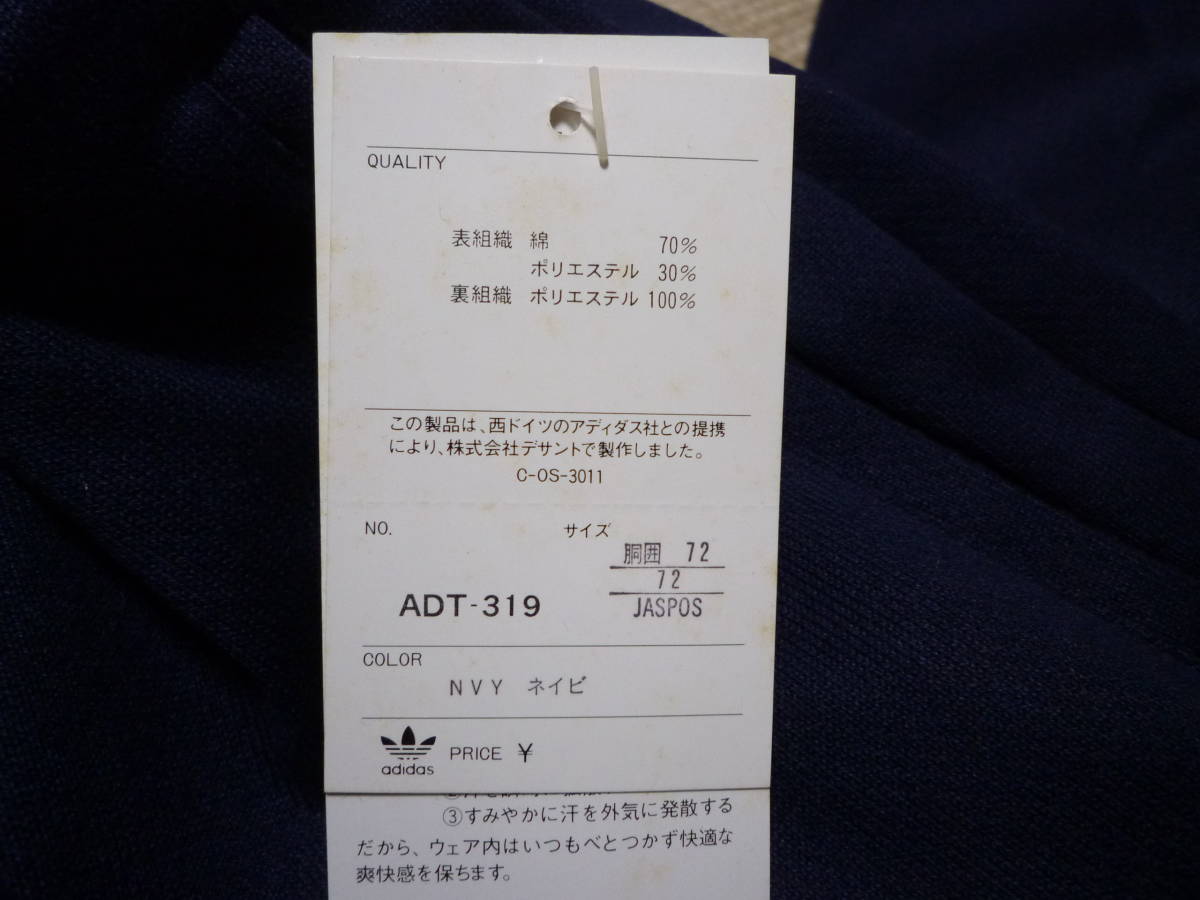 QUALITY
表組織 綿 70%
ポリエステル 30%
裏組織 ポリエステル 100%
この製品は、西ドイツのアディダス社との提携
により、株式会社デサントで製作しました。
C-OS-3011
NO. サイズ
胴囲 72
72
ADT-319 JASPOS
COLOR
NVY ネイビ
adidas PRICE ¥
③すみやかに汗を外気に発散する
だから、ウェア内はいつもべとつかず快適な
爽快感を保ちます。